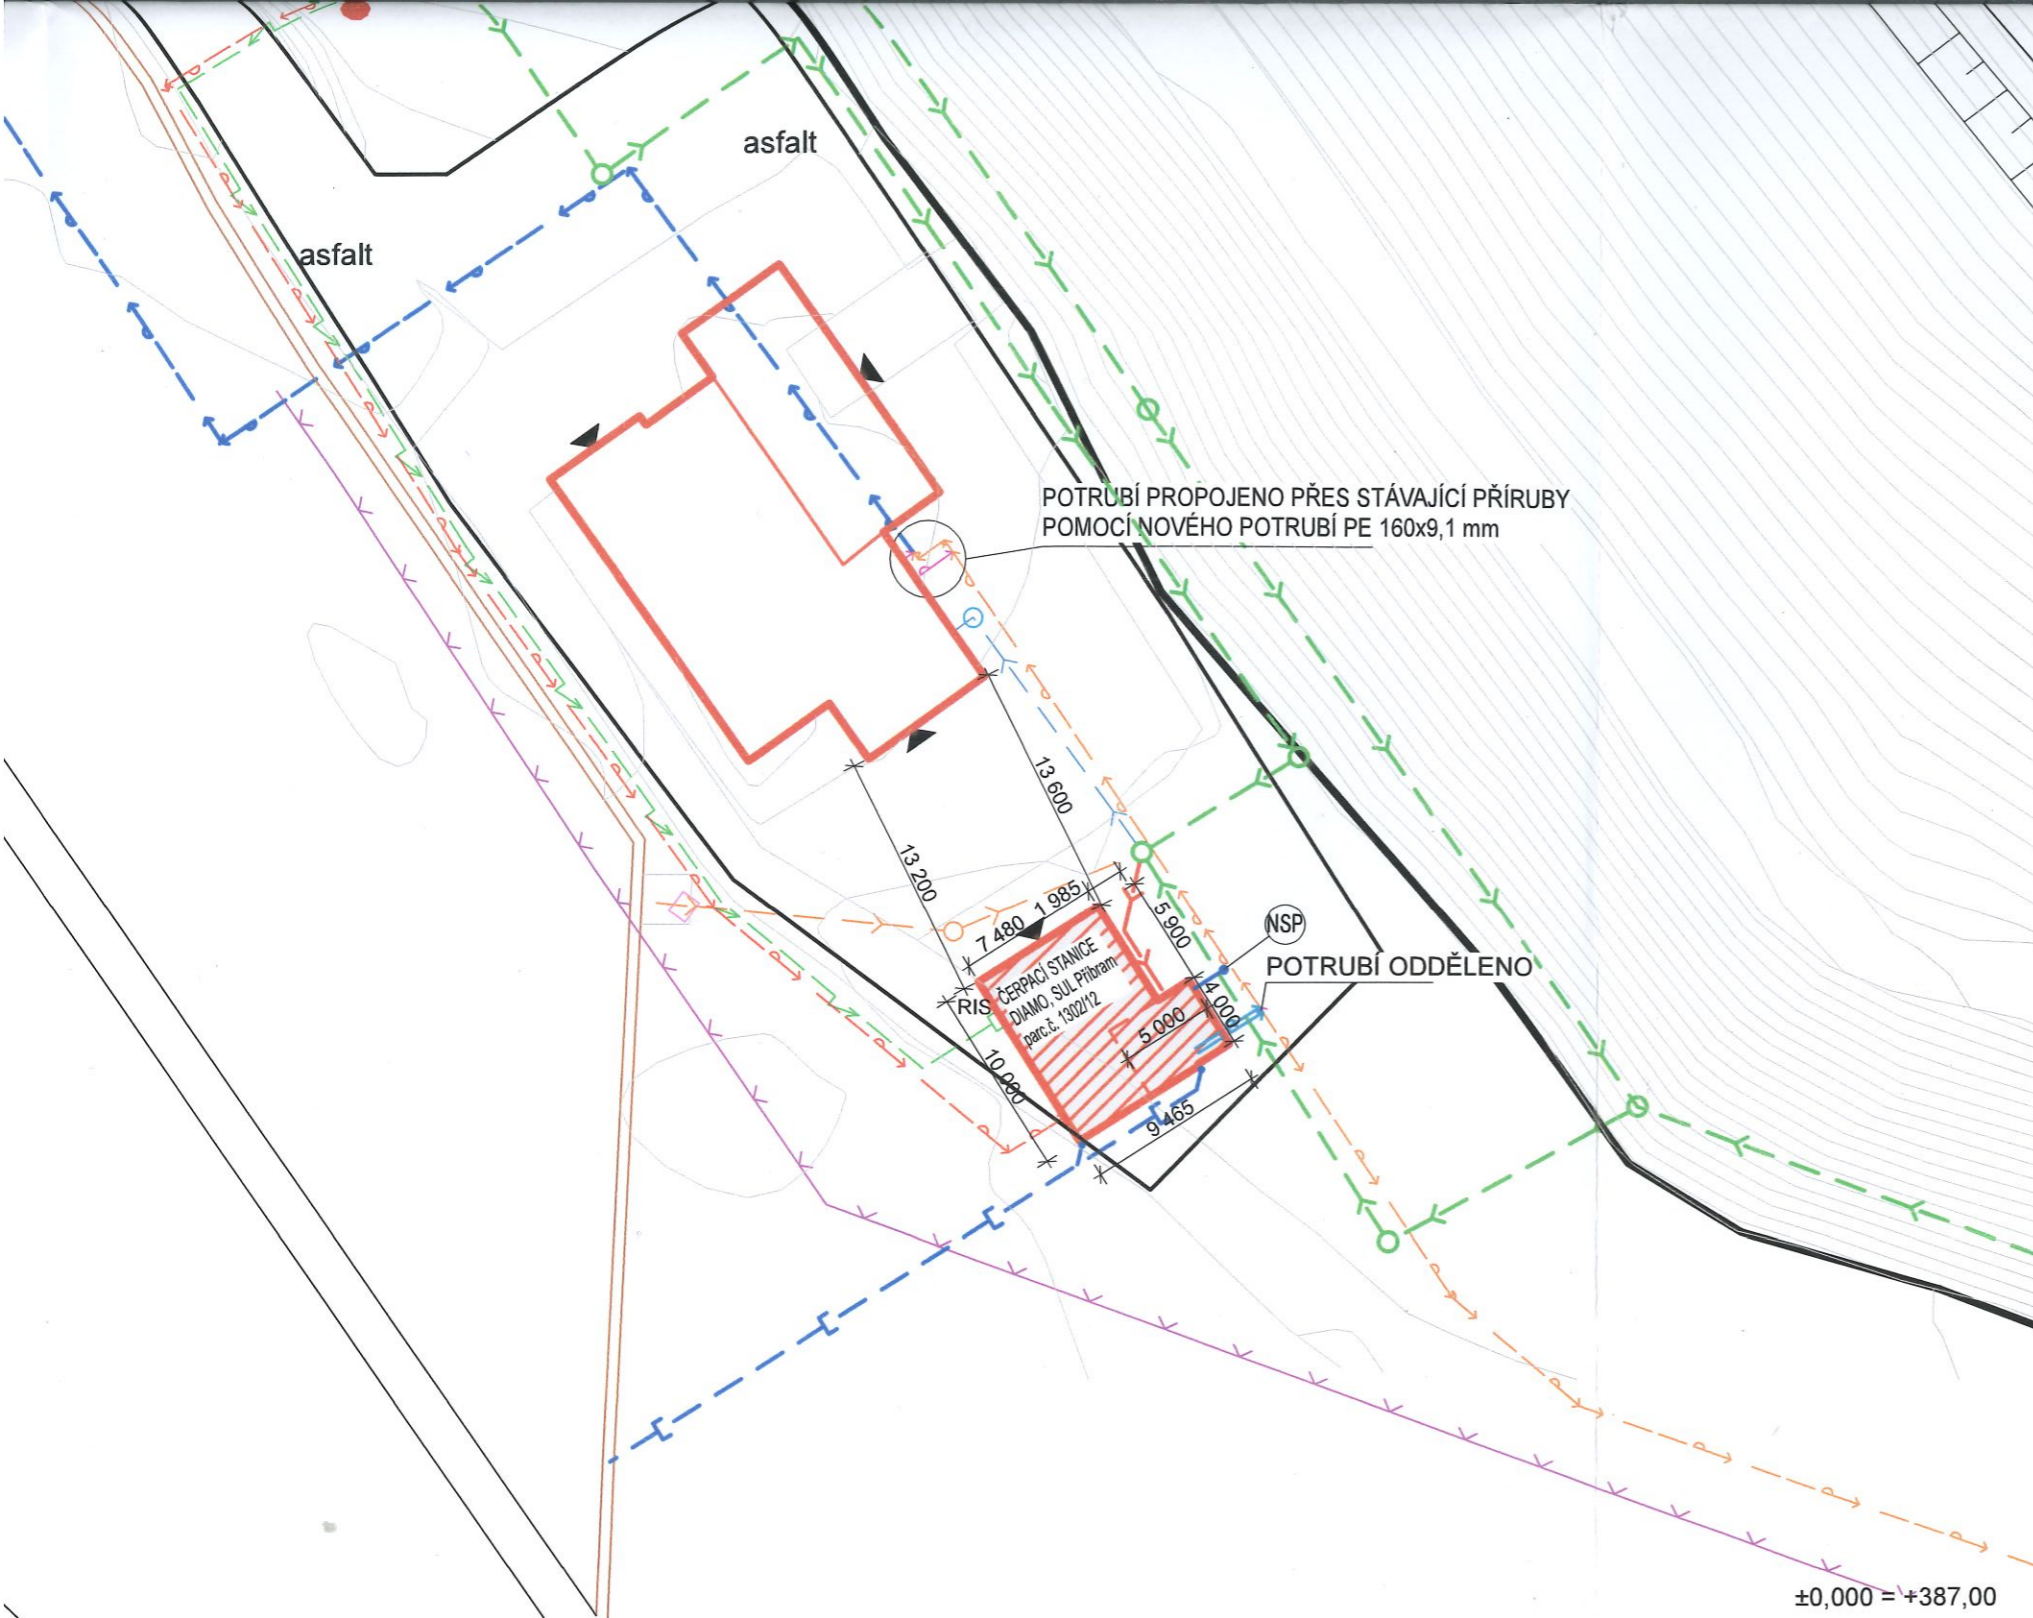 asfalt
asfalt
POTRUBÍ PROPOJENO PŘES STÁVAJÍCÍ PŘÍRUBY
POMOCÍ NOVÉHO POTRUBÍ PE 160x9,1 mm
13 600
13 200
1 985
7 480
5 900
NSP
POTRUBÍ ODDĚLENO
RIS
ČERPACÍ STANICE
DIAMO, SUL Příbram
parc.č. 1302/12
4 000
5 000
10 000
9 465
±0,000 = +387,00